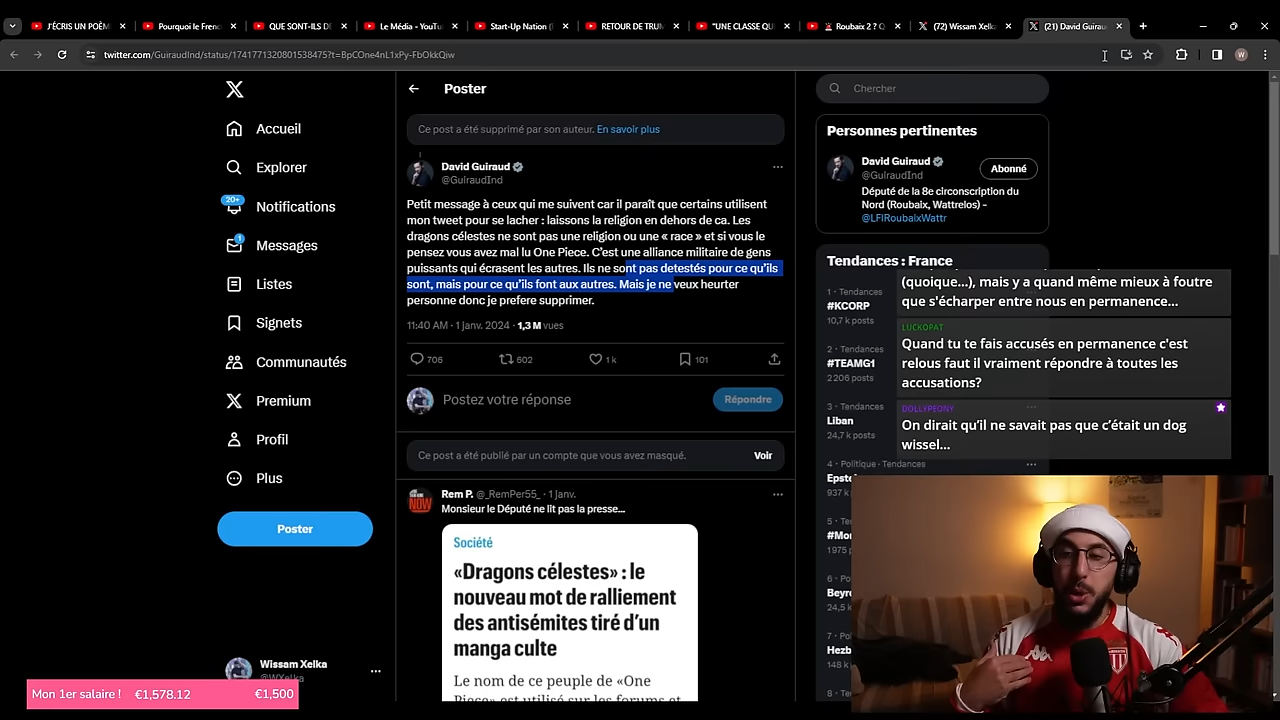 J'ÉCRIS UN POÈM
Pourquoi le Frenc
QUE SONT-ILS DE
Le Média - YouTu
Start-Up Nation (
RETOUR DE TRUM
"UNE CLASSE QU
Roubaix 2 ? Q
(72) Wissam Xelka
(21) David Guirau
twitter.com/GuiraudInd/status/1741771320801538475?t=BpCOne4nL1xPy-FbOkkQiw
Accueil
Explorer
20+
Notifications
1
Messages
Listes
Signets
Communautés
Premium
Profil
Plus
Poster
Wissam Xelka
@WXelka
Mon 1er salaire ! €1,578.12 €1,500
Poster
Ce post a été supprimé par son auteur. En savoir plus
David Guiraud
@GuiraudInd
Petit message à ceux qui me suivent car il paraît que certains utilisent
mon tweet pour se lacher : laissons la religion en dehors de ca. Les
dragons célestes ne sont pas une religion ou une « race » et si vous le
pensez vous avez mal lu One Piece. C'est une alliance militaire de gens
puissants qui écrasent les autres. Ils ne sont pas detestés pour ce qu'ils
sont, mais pour ce qu'ils font aux autres. Mais je ne veux heurter
personne donc je prefere supprimer.
11:40 AM · 1 janv. 2024 · 1,3 M vues
706
602
1 k
101
Postez votre réponse
Répondre
Ce post a été publié par un compte que vous avez masqué.
Voir
Rem P. @_RemPer55_ · 1 janv.
Monsieur le Député ne lit pas la presse...
Société
«Dragons célestes» : le
nouveau mot de ralliement
des antisémites tiré d'un
manga culte
Le nom de ce peuple de «One
Piece» est utilisé sur les forums et
Chercher
Personnes pertinentes
David Guiraud
@GuiraudInd
Abonné
Député de la 8e circonscription du
Nord (Roubaix, Wattrelos) –
@LFIRoubaixWattr
Tendances : France
1 · Tendances
#KCORP
10,7 k posts
2 · Tendances
#TEAMG1
2 206 posts
3 · Tendances
Liban
24,7 k posts
4 · Politique · Tendances
Epste
937 k
5 · Te
#Mor
1 975 p
6 · Po
Beyre
24,5 k
7 · Pol
Hezb
148 k
8 ·
(quoique...), mais y a quand même mieux à foutre
que s'écharper entre nous en permanence...
LUCKOPAT
Quand tu te fais accusés en permanence c'est
relous faut il vraiment répondre à toutes les
accusations?
DOLLYPEONY
On dirait qu'il ne savait pas que c'était un dog
wissel...